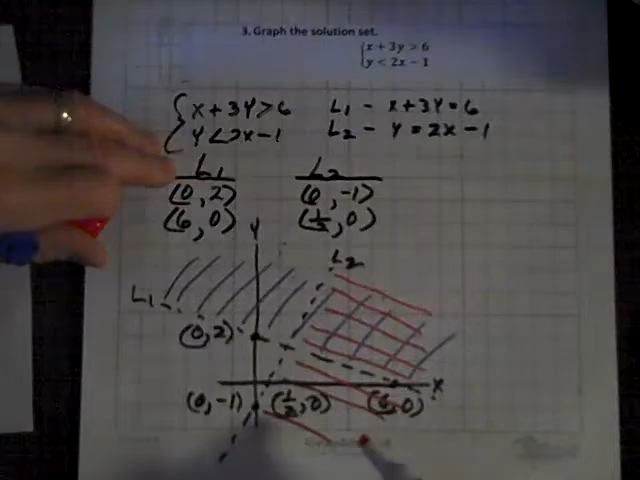 3. Graph the solution set.
{x + 3y > 6
{y < 2x − 1
{x+3y>6 L1 - x+3y=6
{y<2x-1 L2 - y=2x-1
L1 L2
(0,2) (0,-1)
(6,0) (1/2,0)
Y
L2
L1
(0,2)
X
(0,-1) (1/2,0) (6,0)